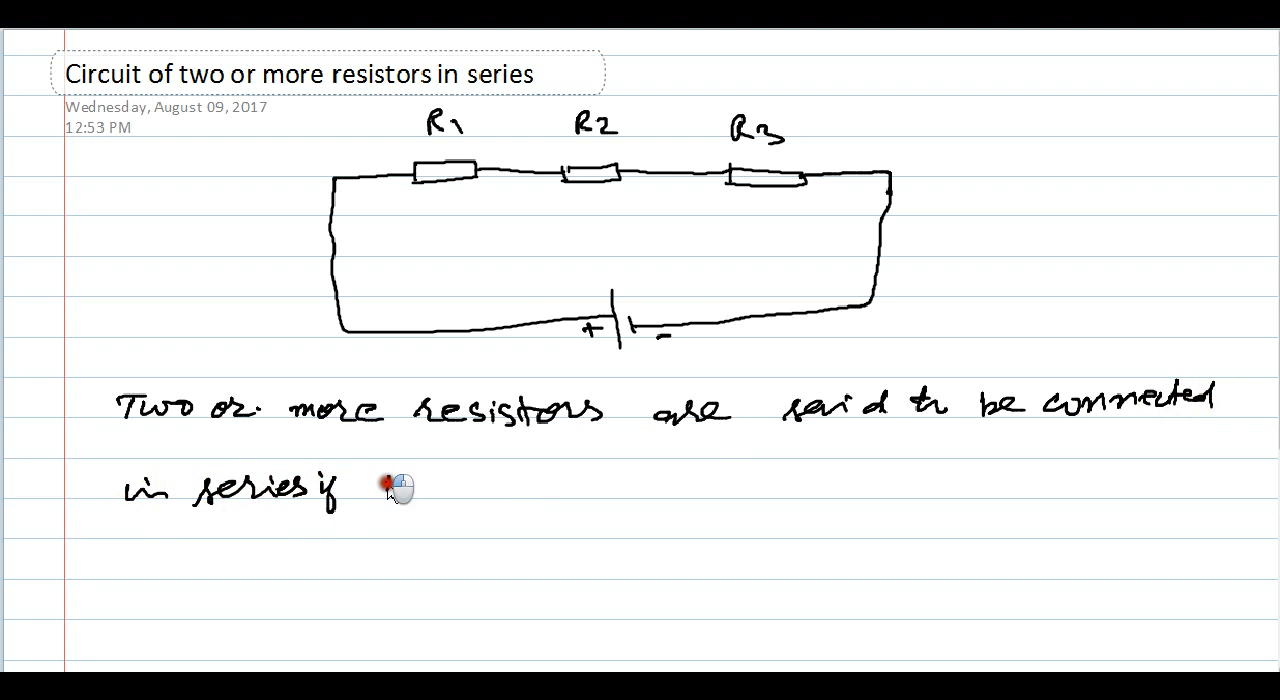 Circuit of two or more resistors in series
Wednesday, August 09, 2017
12:53 PM
R1 R2 R3
+ -
Two or more resistors are said to be connected
in series if